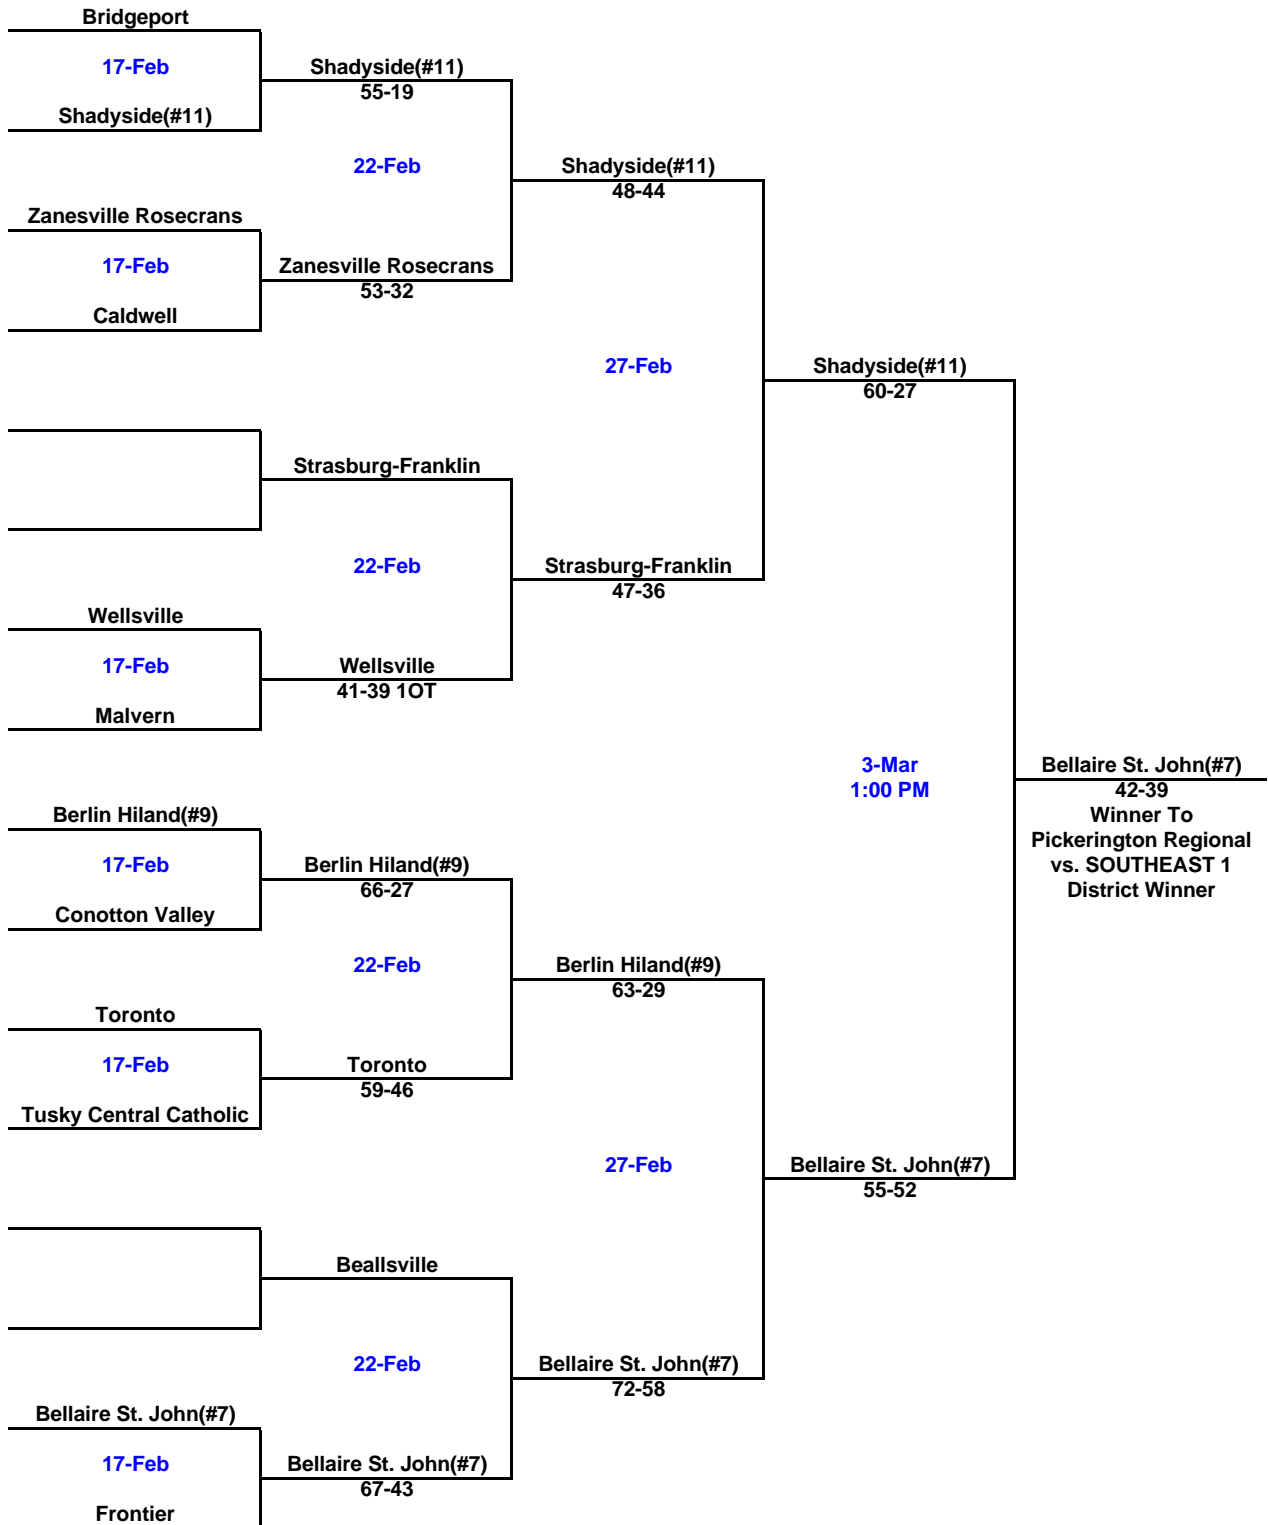 Bridgeport
17-Feb
Shadyside(#11)
Shadyside(#11)
55-19
22-Feb
Shadyside(#11)
48-44
Zanesville Rosecrans
17-Feb
Zanesville Rosecrans
53-32
Caldwell
27-Feb
Shadyside(#11)
60-27
Strasburg-Franklin
22-Feb
Strasburg-Franklin
47-36
Wellsville
17-Feb
Wellsville
41-39 1OT
Malvern
3-Mar
1:00 PM
Bellaire St. John(#7)
42-39
Winner To
Pickerington Regional
vs. SOUTHEAST 1
District Winner
Berlin Hiland(#9)
17-Feb
Berlin Hiland(#9)
66-27
Conotton Valley
22-Feb
Berlin Hiland(#9)
63-29
Toronto
17-Feb
Toronto
59-46
Tusky Central Catholic
27-Feb
Bellaire St. John(#7)
55-52
Beallsville
22-Feb
Bellaire St. John(#7)
72-58
Bellaire St. John(#7)
17-Feb
Bellaire St. John(#7)
67-43
Frontier